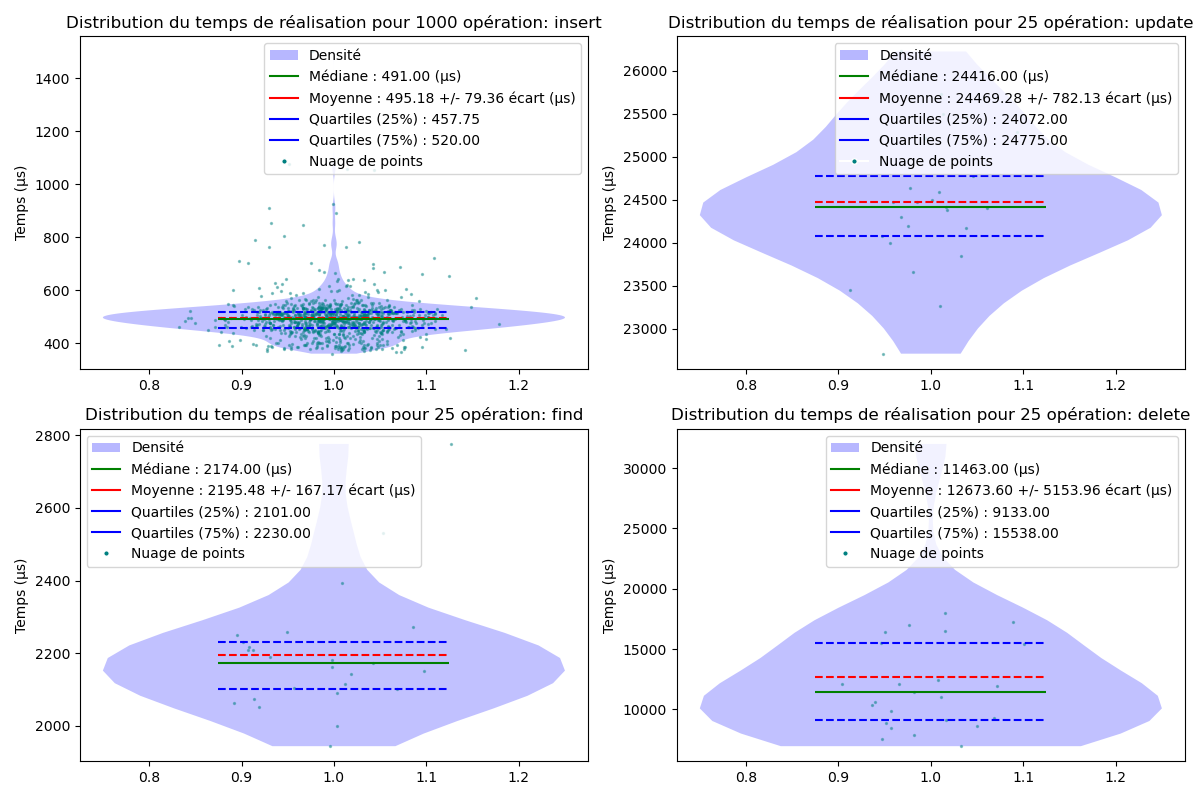 Distribution du temps de réalisation pour 1000 opération: insert
Temps (µs)
1400
1200
1000
800
600
400
Densité
Médiane : 491.00 (µs)
Moyenne : 495.18 +/- 79.36 écart (µs)
Quartiles (25%) : 457.75
Quartiles (75%) : 520.00
Nuage de points
0.8 0.9 1.0 1.1 1.2
Distribution du temps de réalisation pour 25 opération: update
Temps (µs)
26000
25000
24500
24000
23500
23000
25500
Densité
Médiane : 24416.00 (µs)
Moyenne : 24469.28 +/- 782.13 écart (µs)
Quartiles (25%) : 24072.00
Quartiles (75%) : 24775.00
Nuage de points
0.8 0.9 1.0 1.1 1.2
Distribution du temps de réalisation pour 25 opération: find
Temps (µs)
2800
2600
2400
2200
2000
Densité
Médiane : 2174.00 (µs)
Moyenne : 2195.48 +/- 167.17 écart (µs)
Quartiles (25%) : 2101.00
Quartiles (75%) : 2230.00
Nuage de points
0.8 0.9 1.0 1.1 1.2
Distribution du temps de réalisation pour 25 opération: delete
Temps (µs)
30000
25000
20000
15000
10000
Densité
Médiane : 11463.00 (µs)
Moyenne : 12673.60 +/- 5153.96 écart (µs)
Quartiles (25%) : 9133.00
Quartiles (75%) : 15538.00
Nuage de points
0.8 0.9 1.0 1.1 1.2